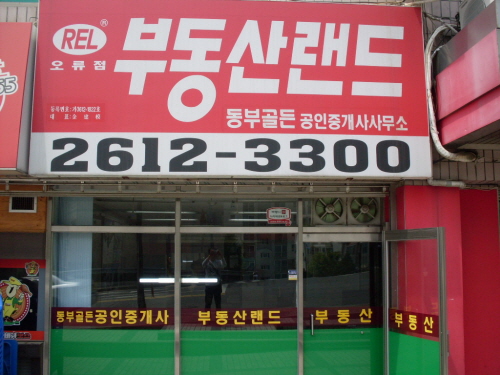 REL ®
오류점
부동산랜드
동부골든 공인중개사사무소
2612-3300
동부골든공인중개사
부동산랜드
부동산
부동산